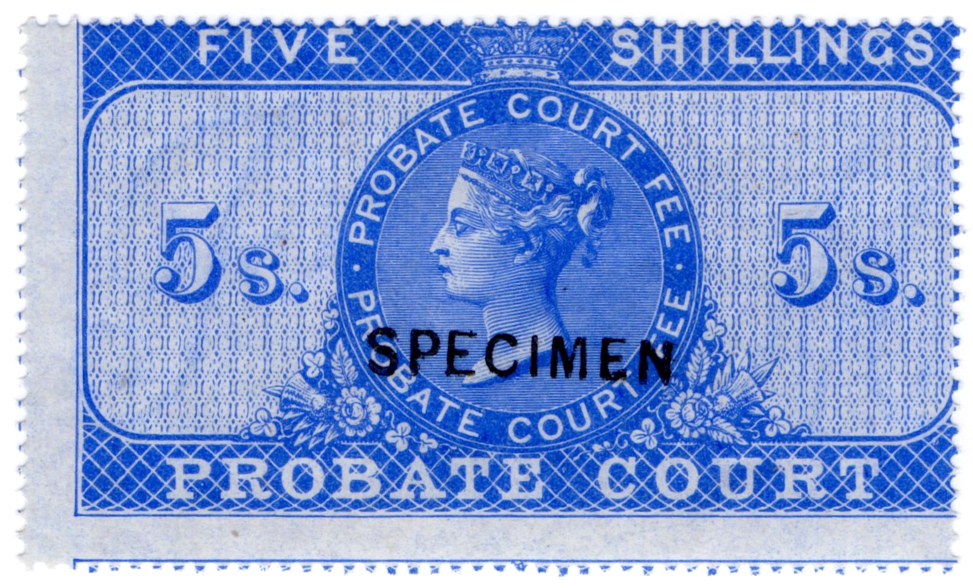 FIVE SHILLINGS
PROBATE COURT FEE
5s. 5s.
PROBATE COURT FEE
SPECIMEN
PROBATE COURT